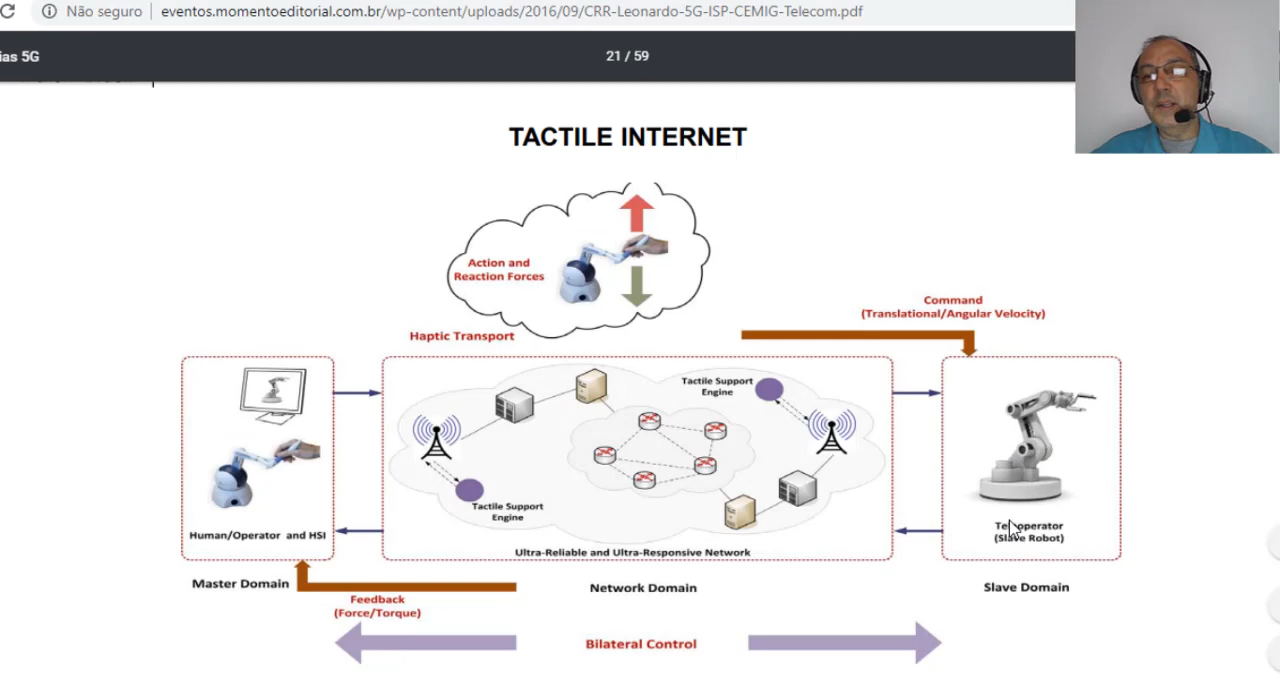 Não seguro
eventos.momentoeditorial.com.br/wp-content/uploads/2016/09/CRR-Leonardo-5G-ISP-CEMIG-Telecom.pdf
ias 5G
21 / 59
TACTILE INTERNET
Action and
Reaction Forces
Command
(Translational/Angular Velocity)
Haptic Transport
Tactile Support
Engine
Tactile Support
Engine
Human/Operator and HSI
Ultra-Reliable and Ultra-Responsive Network
Teleoperator
(Slave Robot)
Master Domain
Network Domain
Slave Domain
Feedback
(Force/Torque)
Bilateral Control